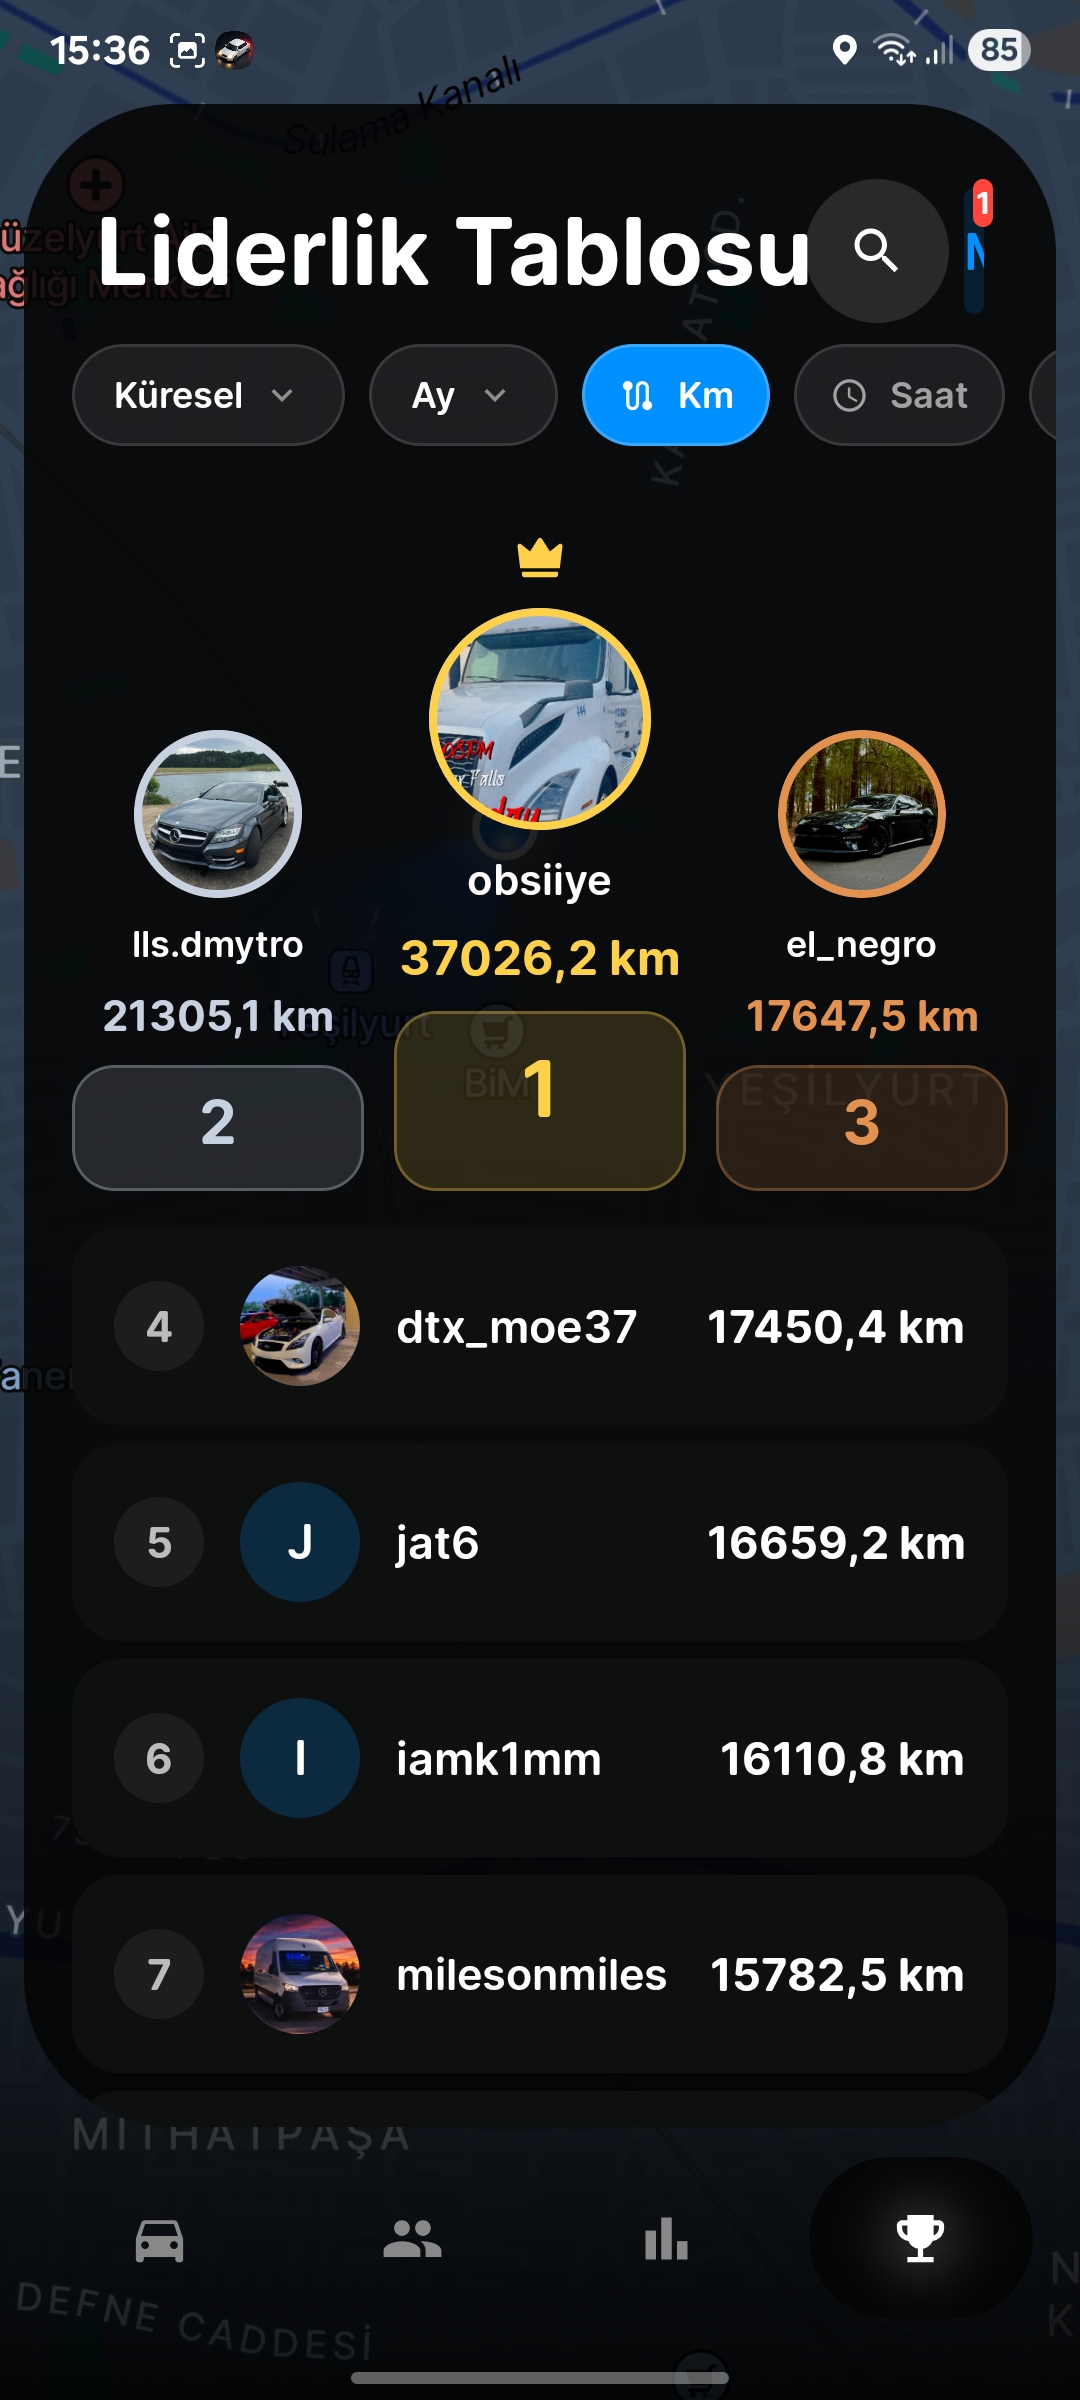 15:36
85
Sulama Kanalı
Liderlik Tablosu
1
Küresel
Ay
Km
Saat
obsiiye
37026,2 km
lls.dmytro
21305,1 km
el_negro
17647,5 km
Yeşilyurt
BİM
YEŞİLYURT
2
1
3
4
dtx_moe37
17450,4 km
5
J
jat6
16659,2 km
6
I
iamk1mm
16110,8 km
7
milesonmiles
15782,5 km
MİTHATPAŞA
DEFNE CADDESİ